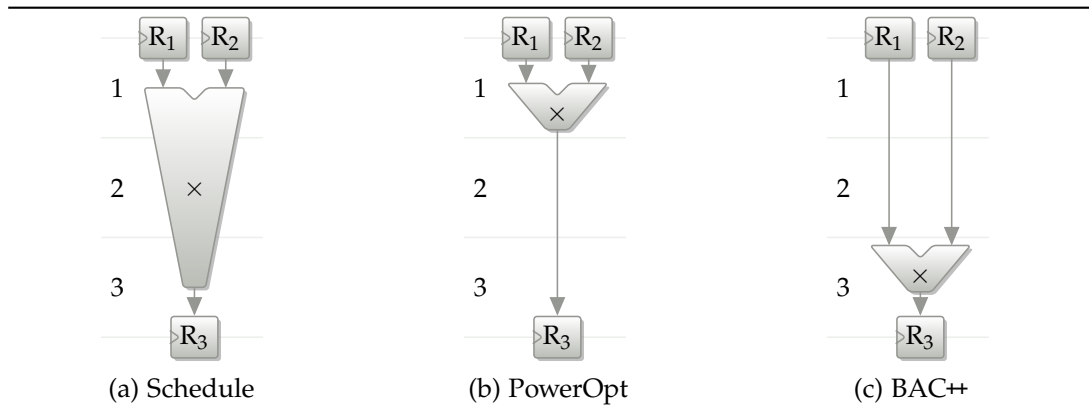 R1 R2 R1 R2 R1 R2
1 1 1
× ×
2 × 2 2
3 3 3 ×
R3 R3 R3
(a) Schedule (b) PowerOpt (c) BAC++